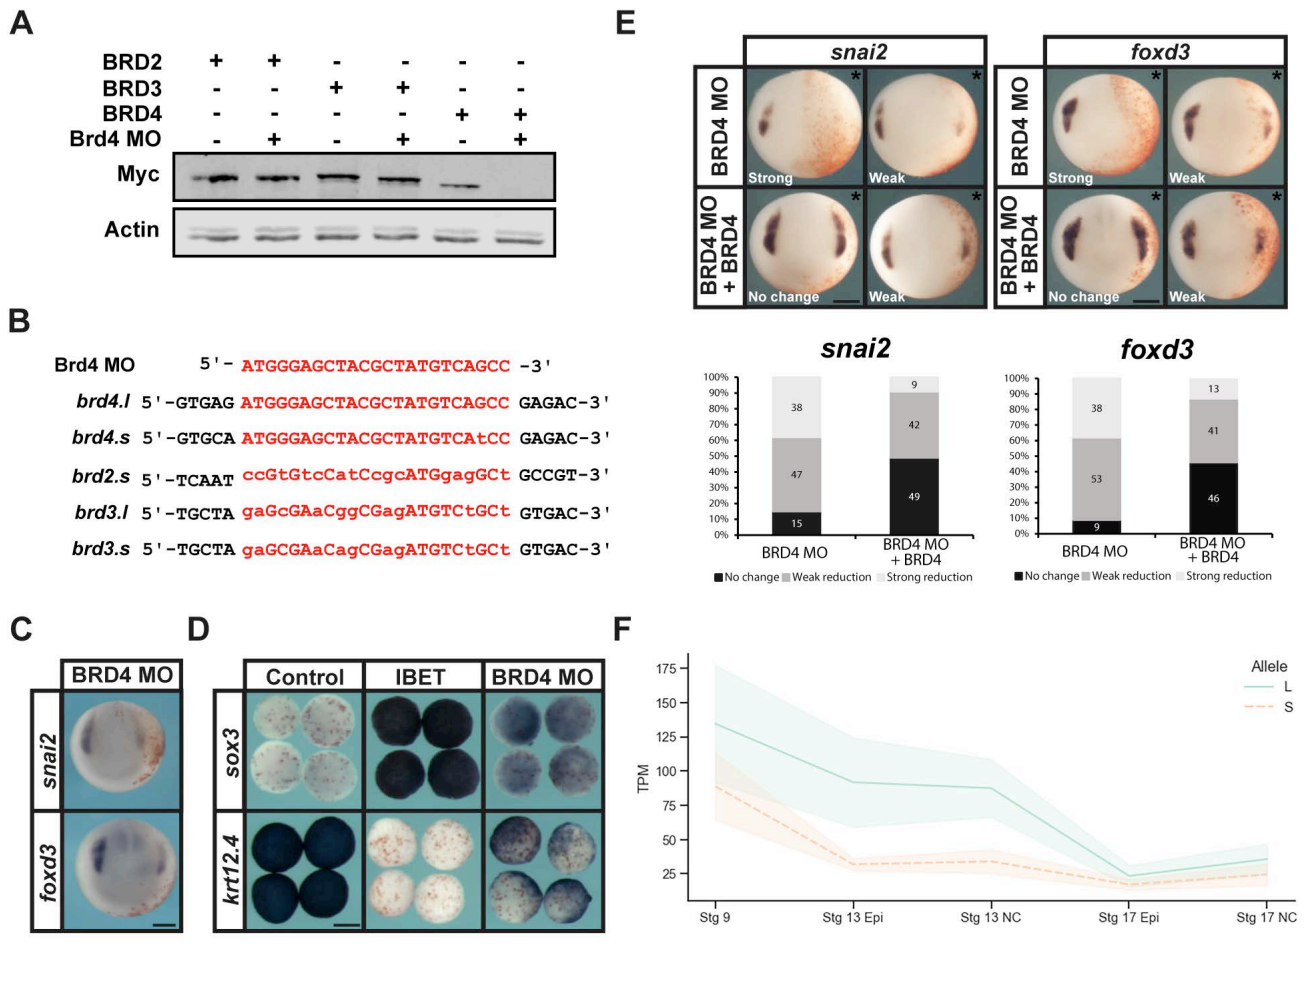 A
BRD2 + + - - - -
BRD3 - - + + - -
BRD4 - - - - + +
Brd4 MO - + - + - +
Myc
Actin
B
Brd4 MO 5'- ATGGGAGCTACGCTATGTCAGCC -3'
brd4.l 5'-GTGAG ATGGGAGCTACGCTATGTCAGCC GAGAC-3'
brd4.s 5'-GTGCA ATGGGAGCTACGCTATGTCAtCC GAGAC-3'
brd2.s 5'-TCAAT ccGtGtcCatCcgcATGgagGCt GCCGT-3'
brd3.l 5'-TGCTA gaGcGAaCggCGagATGTCtGCt GTGAC-3'
brd3.s 5'-TGCTA gaGCGAaCagCGagATGTCtGCt GTGAC-3'
C
BRD4 MO
snai2
foxd3
D
Control IBET BRD4 MO
sox3
krt12.4
E
snai2
BRD4 MO
* *
Strong Weak
BRD4 MO
+ BRD4
* *
No change Weak
foxd3
BRD4 MO
* *
Strong Weak
BRD4 MO
+ BRD4
* *
No change Weak
snai2
100%
90%
80%
70%
60%
50%
40%
30%
20%
10%
0%
38
47
15
9
42
49
BRD4 MO
BRD4 MO
+ BRD4
No change Weak reduction Strong reduction
foxd3
100%
90%
80%
70%
60%
50%
40%
30%
20%
10%
0%
38
53
9
13
41
46
BRD4 MO
BRD4 MO
+ BRD4
No change Weak reduction Strong reduction
F
TPM
175
150
125
100
75
50
25
Stg 9 Stg 13 Epi Stg 13 NC Stg 17 Epi Stg 17 NC
Allele
L
S